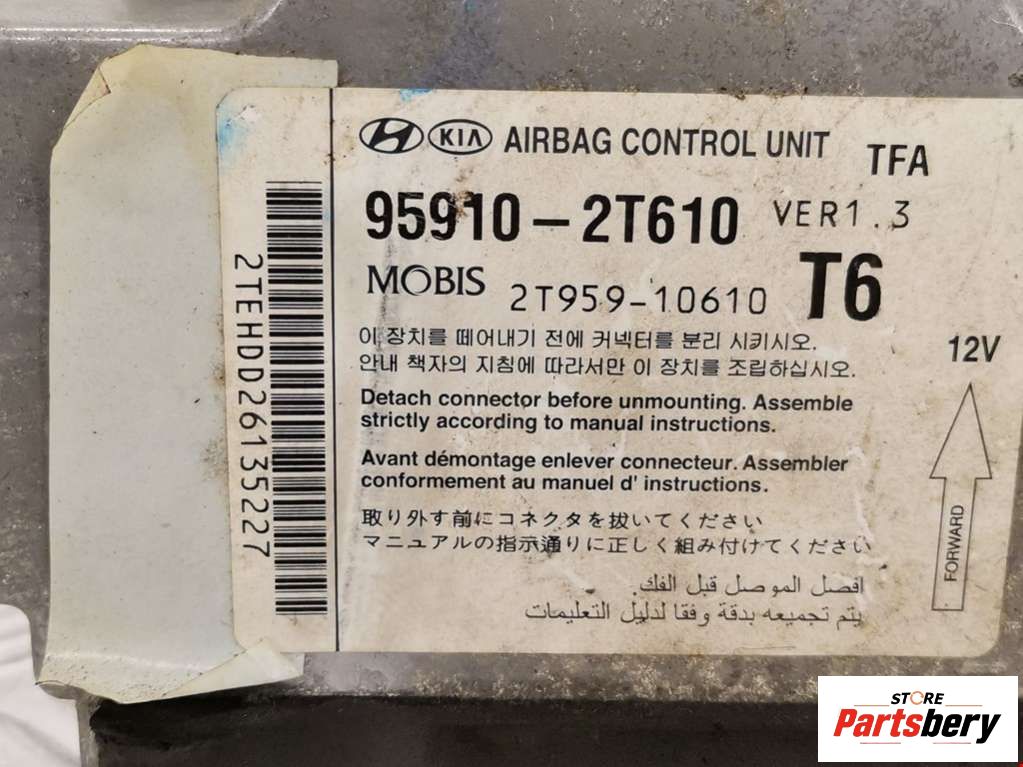 2TEHDD26135227
KIA AIRBAG CONTROL UNIT TFA
95910-2T610 VER1.3
MOBIS 2T959-10610 T6
이 장치를 떼어내기 전에 커넥터를 분리 시키시오.
안내 책자의 지침에 따라서만 이 장치를 조립하십시오.
12V
Detach connector before unmounting. Assemble
strictly according to manual instructions.
Avant démontage enlever connecteur. Assembler
conformement au manuel d' instructions.
FORWARD
取り外す前にコネクタを抜いてください
マニュアルの指示通りに正しく組み付けてください
افصل الموصل قبل الفك.
يتم تجميعه بدقة وفقا لدليل التعليمات
STORE
Partsbery